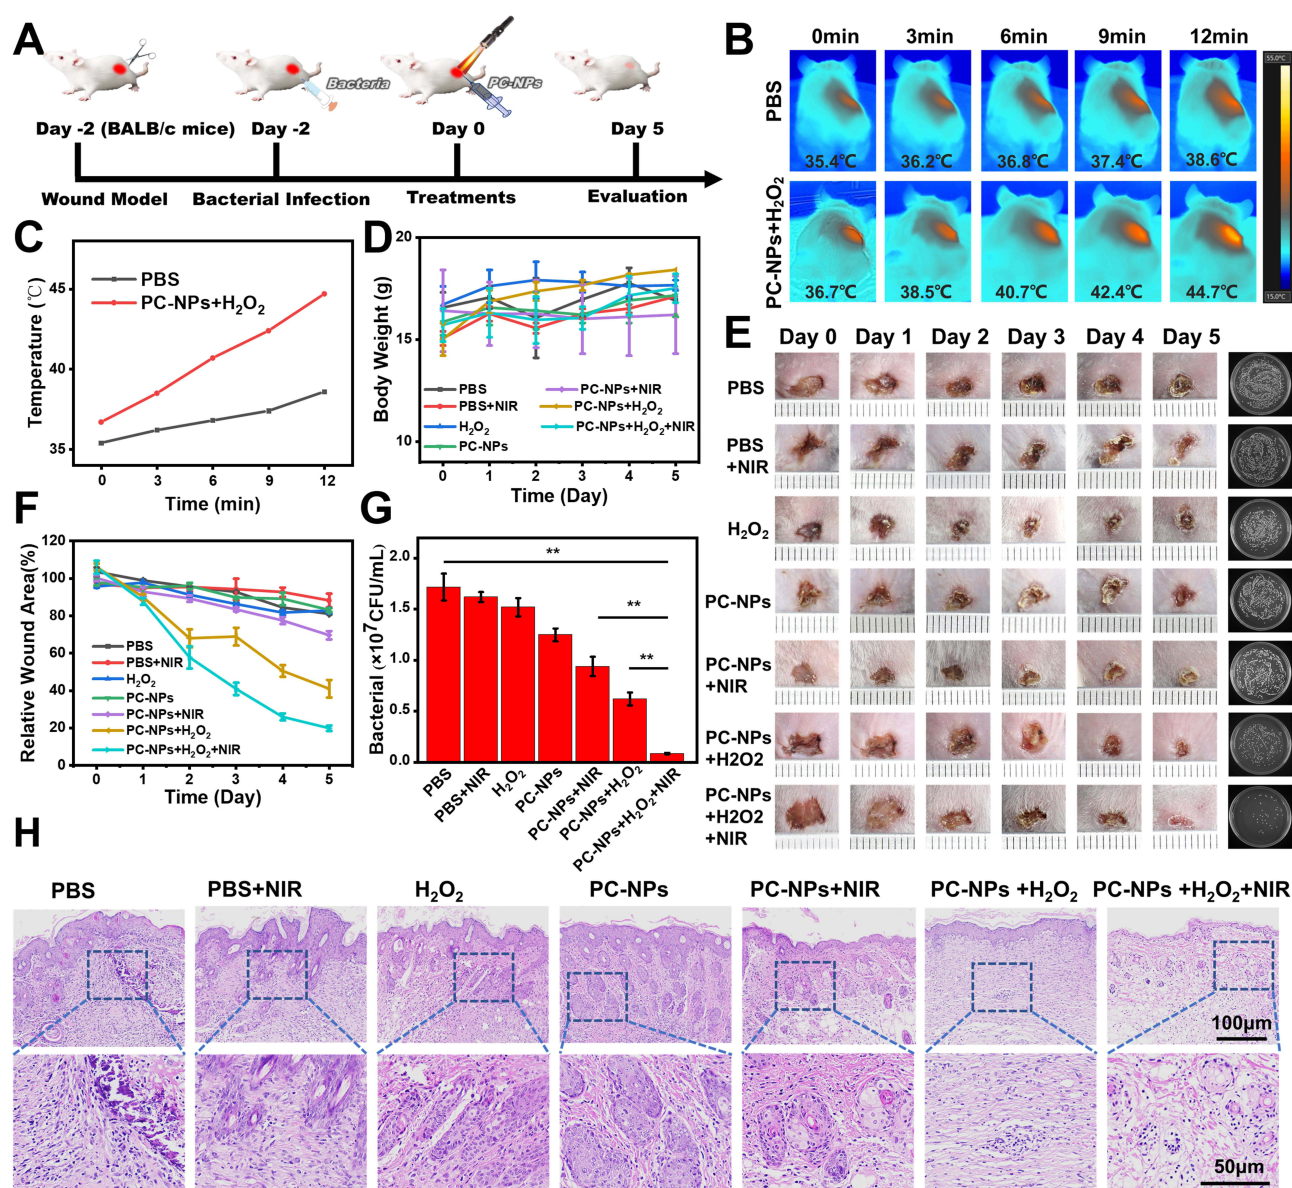 A
Bacteria
PC-NPs
Day -2 (BALB/c mice)
Day -2
Day 0
Day 5
Wound Model
Bacterial Infection
Treatments
Evaluation
B
0min
3min
6min
9min
12min
PBS
35.4℃
36.2℃
36.8℃
37.4℃
38.6℃
PC-NPs+H₂O₂
36.7℃
38.5℃
40.7℃
42.4℃
44.7℃
55.0℃
15.0℃
C
Temperature (℃)
45
40
35
PBS
PC-NPs+H₂O₂
0
3
6
9
12
Time (min)
D
Body Weight (g)
20
15
10
PBS
PBS+NIR
H₂O₂
PC-NPs
PC-NPs+NIR
PC-NPs+H₂O₂
PC-NPs+H₂O₂+NIR
0
1
2
3
4
5
Time (Day)
E
Day 0
Day 1
Day 2
Day 3
Day 4
Day 5
PBS
PBS
+NIR
H₂O₂
PC-NPs
PC-NPs
+NIR
PC-NPs
+H2O2
PC-NPs
+H2O2
+NIR
F
Relative Wound Area(%)
120
100
80
60
40
20
0
PBS
PBS+NIR
H₂O₂
PC-NPs
PC-NPs+NIR
PC-NPs+H₂O₂
PC-NPs+H₂O₂+NIR
0
1
2
3
4
5
Time (Day)
G
Bacterial (×10⁷CFU/mL)
2.0
1.5
1.0
0.5
0.0
**
**
**
PBS
PBS+NIR
H₂O₂
PC-NPs
PC-NPs+NIR
PC-NPs+H₂O₂
PC-NPs+H₂O₂+NIR
H
PBS
PBS+NIR
H₂O₂
PC-NPs
PC-NPs+NIR
PC-NPs +H₂O₂
PC-NPs +H₂O₂+NIR
100μm
50μm